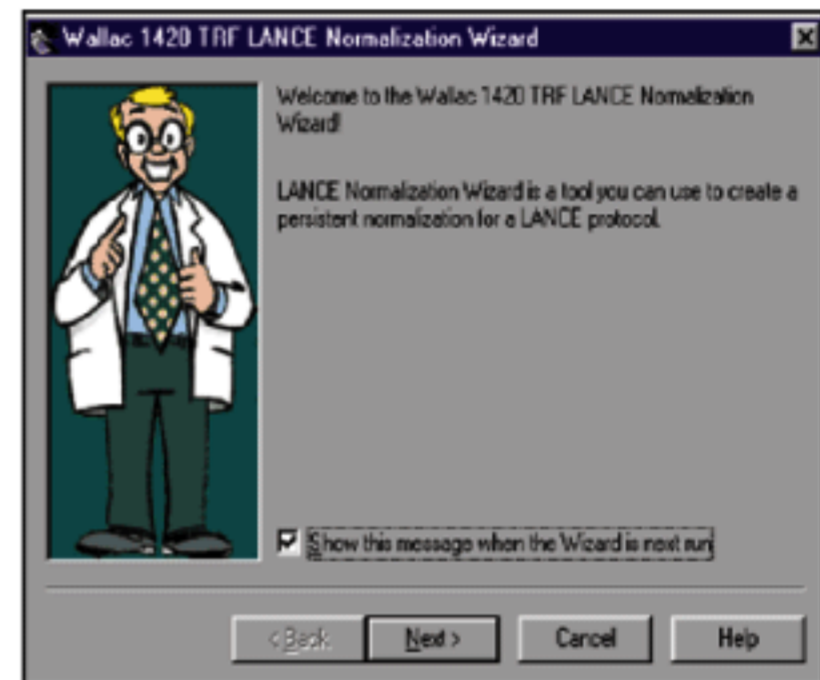 Wallac 1420 TRF LANCE Normalization Wizard
Welcome to the Wallac 1420 TRF LANCE Normalization
Wizard!
LANCE Normalization Wizard is a tool you can use to create a
persistent normalization for a LANCE protocol.
Show this message when the Wizard is next run
< Back
Next >
Cancel
Help